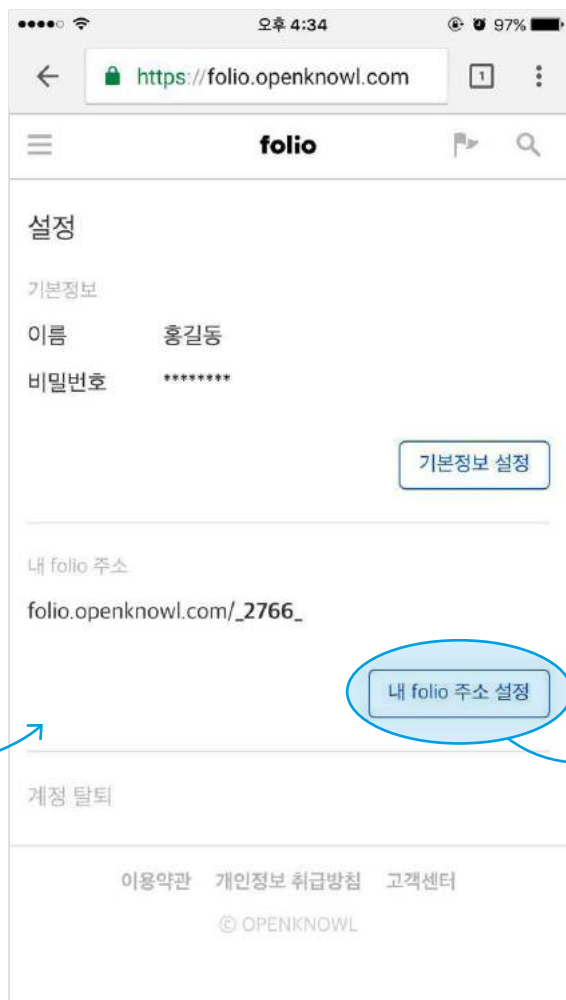 오후 4:34 97%
https://folio.openknowl.com 1
folio
설정
기본정보
이름 홍길동
비밀번호 ********
기본정보 설정
내 folio 주소
folio.openknowl.com/_2766_
내 folio 주소 설정
계정 탈퇴
이용약관 개인정보 취급방침 고객센터
© OPENKNOWL